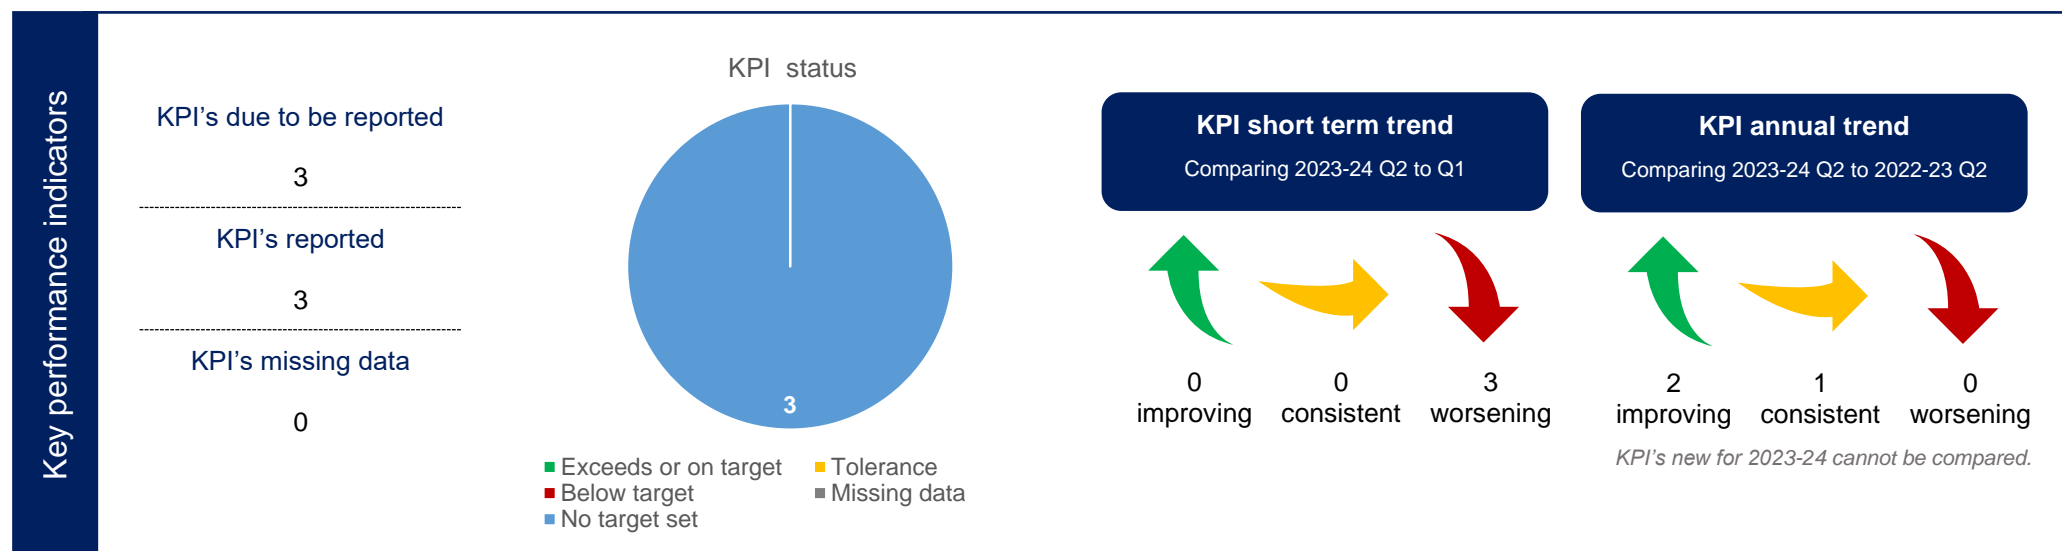 Key performance indicators
KPI's due to be reported
3
KPI's reported
3
KPI's missing data
0
KPI  status
3
Exceeds or on target
Tolerance
Below target
Missing data
No target set
KPI short term trend
Comparing 2023-24 Q2 to Q1
0
improving
0
consistent
3
worsening
KPI annual trend
Comparing 2023-24 Q2 to 2022-23 Q2
2
improving
1
consistent
0
worsening
KPI's new for 2023-24 cannot be compared.